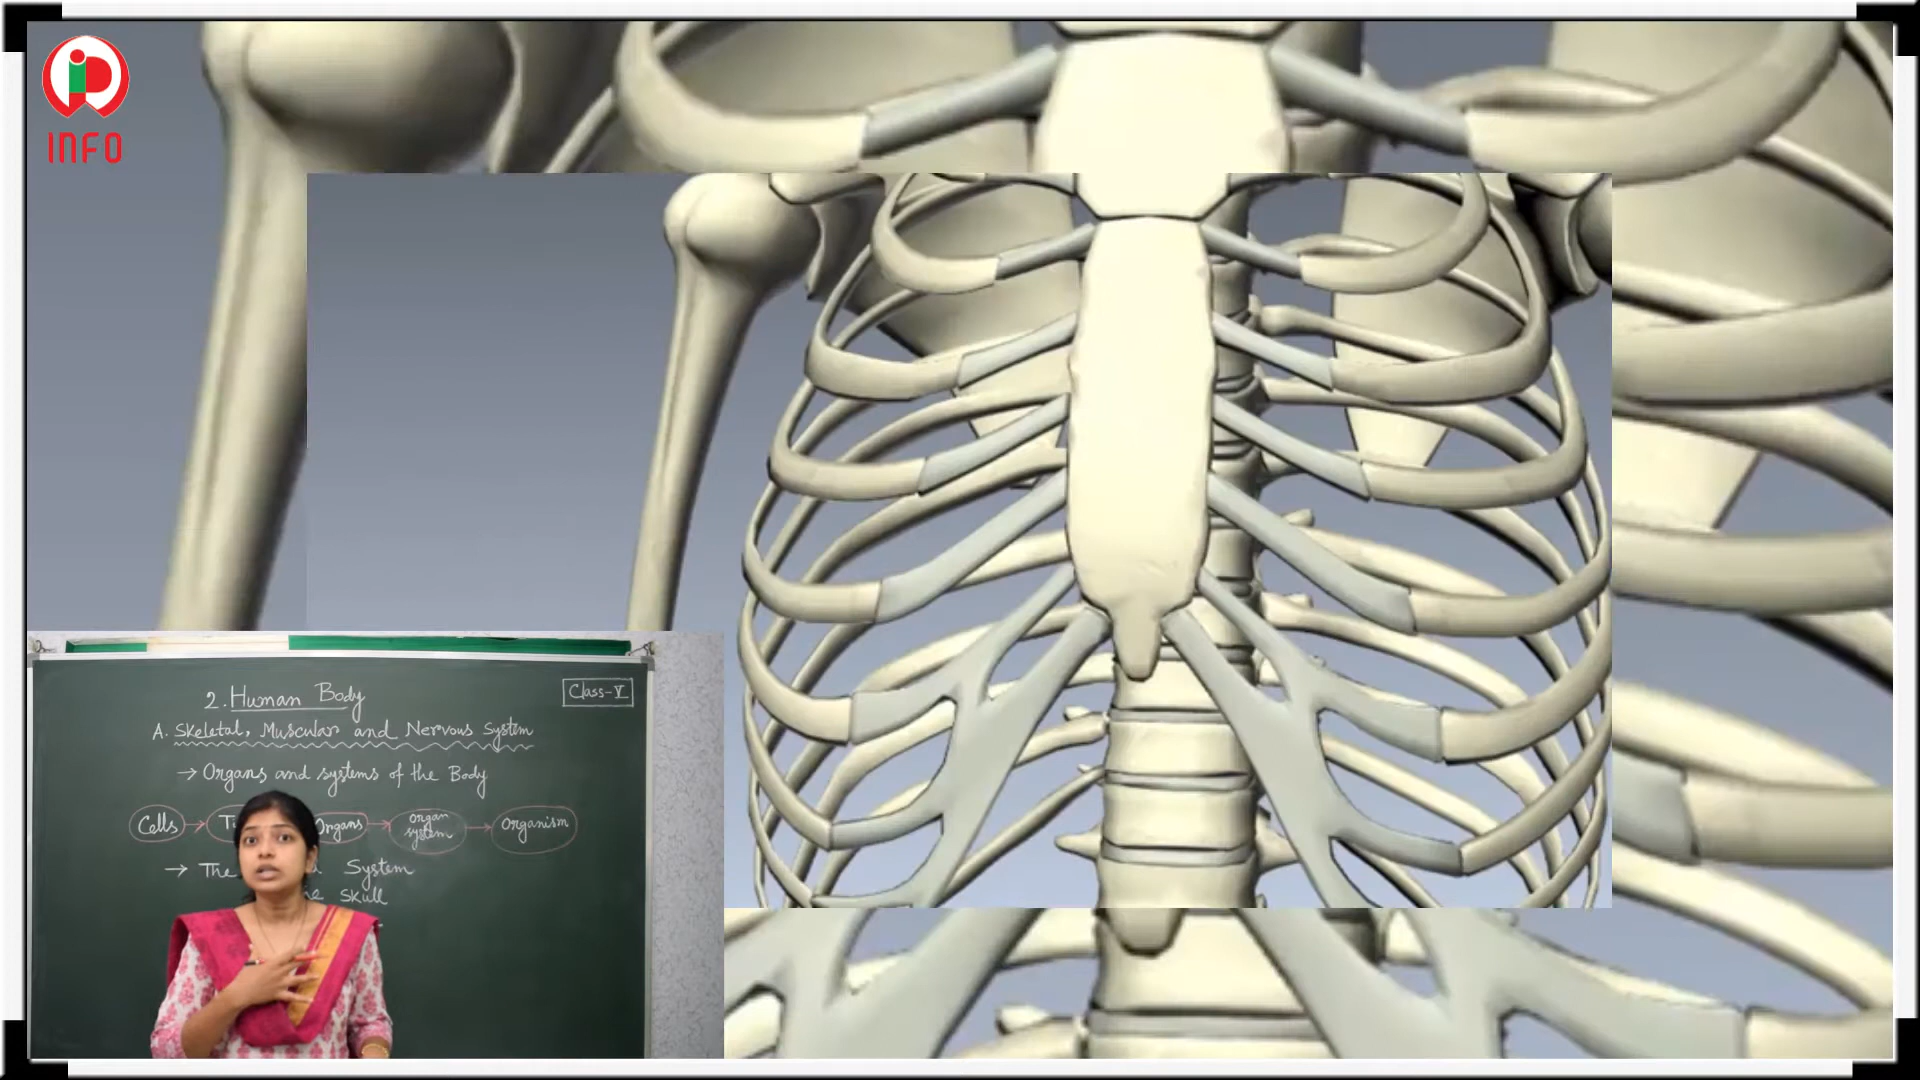 INFO
2. Human Body
Class-V
A. Skeletal, Muscular and Nervous System
→ Organs and systems of the Body
Cells → → Organs → organ system → Organism
→ The System
Skull